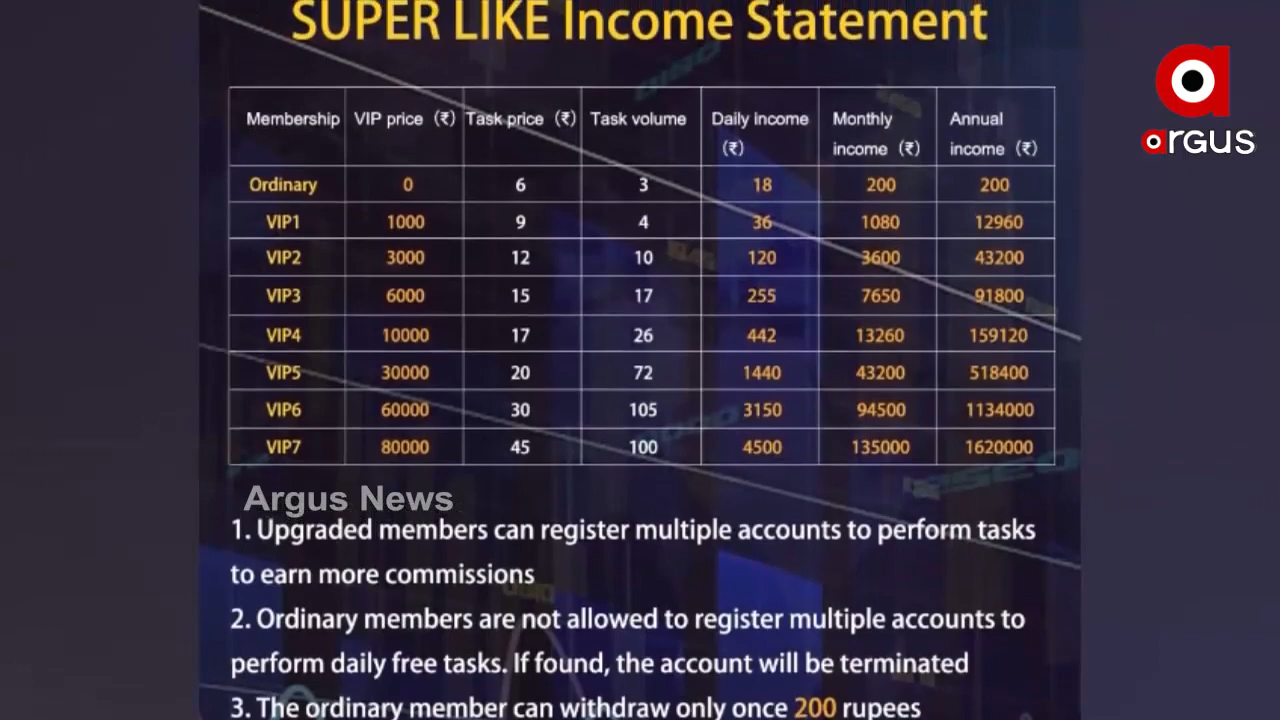 SUPER LIKE Income Statement
argus
Membership VIP price (₹) Task price (₹) Task volume Daily income (₹) Monthly income (₹) Annual income (₹)
Ordinary 0 6 3 18 200 200
VIP1 1000 9 4 36 1080 12960
VIP2 3000 12 10 120 3600 43200
VIP3 6000 15 17 255 7650 91800
VIP4 10000 17 26 442 13260 159120
VIP5 30000 20 72 1440 43200 518400
VIP6 60000 30 105 3150 94500 1134000
VIP7 80000 45 100 4500 135000 1620000
Argus News
1. Upgraded members can register multiple accounts to perform tasks
to earn more commissions
2. Ordinary members are not allowed to register multiple accounts to
perform daily free tasks. If found, the account will be terminated
3. The ordinary member can withdraw only once 200 rupees